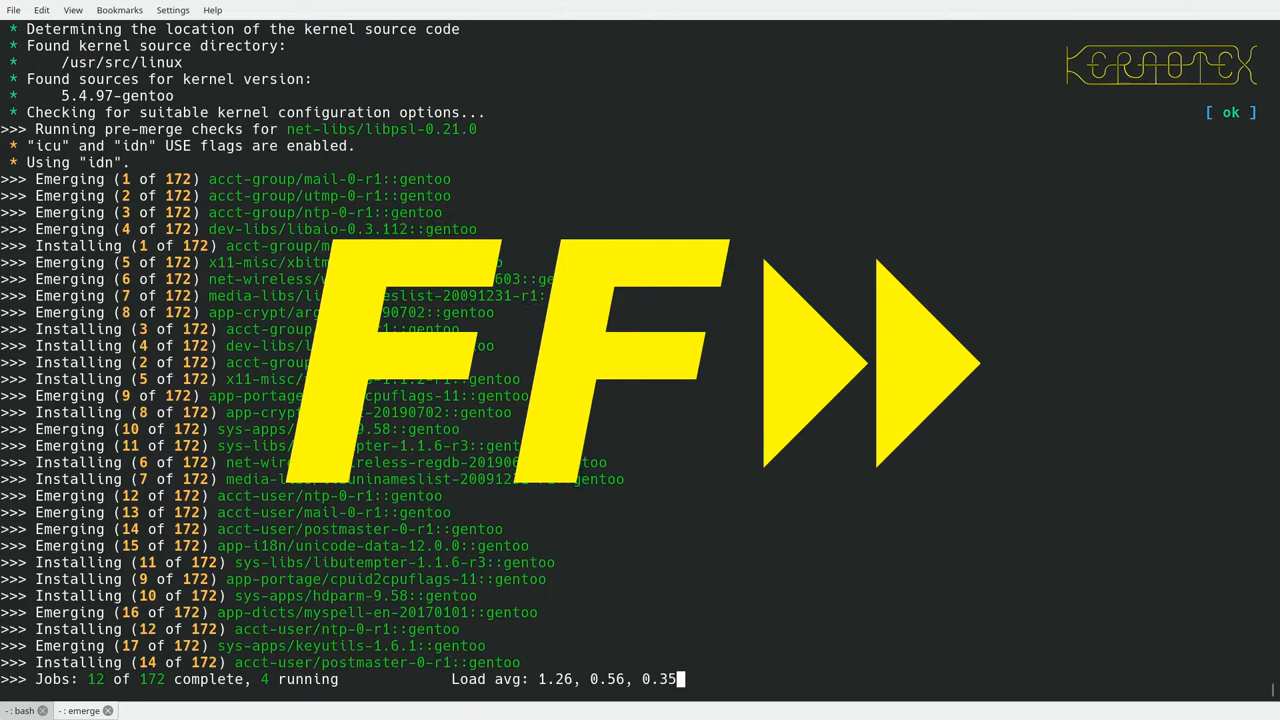 File Edit View Bookmarks Settings Help
* Determining the location of the kernel source code
* Found kernel source directory:
* /usr/src/linux
* Found sources for kernel version:
* 5.4.97-gentoo
* Checking for suitable kernel configuration options... [ ok ]
KERAOTEX
>>> Running pre-merge checks for net-libs/libpsl-0.21.0
* "icu" and "idn" USE flags are enabled.
* Using "idn".
>>> Emerging (1 of 172) acct-group/mail-0-r1::gentoo
>>> Emerging (2 of 172) acct-group/utmp-0-r1::gentoo
>>> Emerging (3 of 172) acct-group/ntp-0-r1::gentoo
>>> Emerging (4 of 172) dev-libs/libaio-0.3.112::gentoo
>>> Installing (1 of 172)
>>> Emerging (5 of 172)
>>> Emerging (6 of 172)
>>> Emerging (7 of 172)
>>> Emerging (8 of 172)
>>> Installing (3 of 172)
>>> Installing (4 of 172)
>>> Installing (2 of 172)
>>> Installing (5 of 172)
>>> Emerging (9 of 172) cpuflags-11::gentoo
>>> Installing (8 of 172) -20190702::gentoo
>>> Emerging (10 of 172) 9.58::gentoo
>>> Emerging (11 of 172) -1.1.6-r3::gentoo
>>> Installing (6 of 172)
>>> Installing (7 of 172)
FF
>>> Emerging (12 of 172) acct-user/ntp-0-r1::gentoo
>>> Emerging (13 of 172) acct-user/mail-0-r1::gentoo
>>> Emerging (14 of 172) acct-user/postmaster-0-r1::gentoo
>>> Emerging (15 of 172) app-i18n/unicode-data-12.0.0::gentoo
>>> Installing (11 of 172) sys-libs/libutempter-1.1.6-r3::gentoo
>>> Installing (9 of 172) app-portage/cpuid2cpuflags-11::gentoo
>>> Installing (10 of 172) sys-apps/hdparm-9.58::gentoo
>>> Emerging (16 of 172) app-dicts/myspell-en-20170101::gentoo
>>> Installing (12 of 172) acct-user/ntp-0-r1::gentoo
>>> Emerging (17 of 172) sys-apps/keyutils-1.6.1::gentoo
>>> Installing (14 of 172) acct-user/postmaster-0-r1::gentoo
>>> Jobs: 12 of 172 complete, 4 running Load avg: 1.26, 0.56, 0.35
- : bash - : emerge